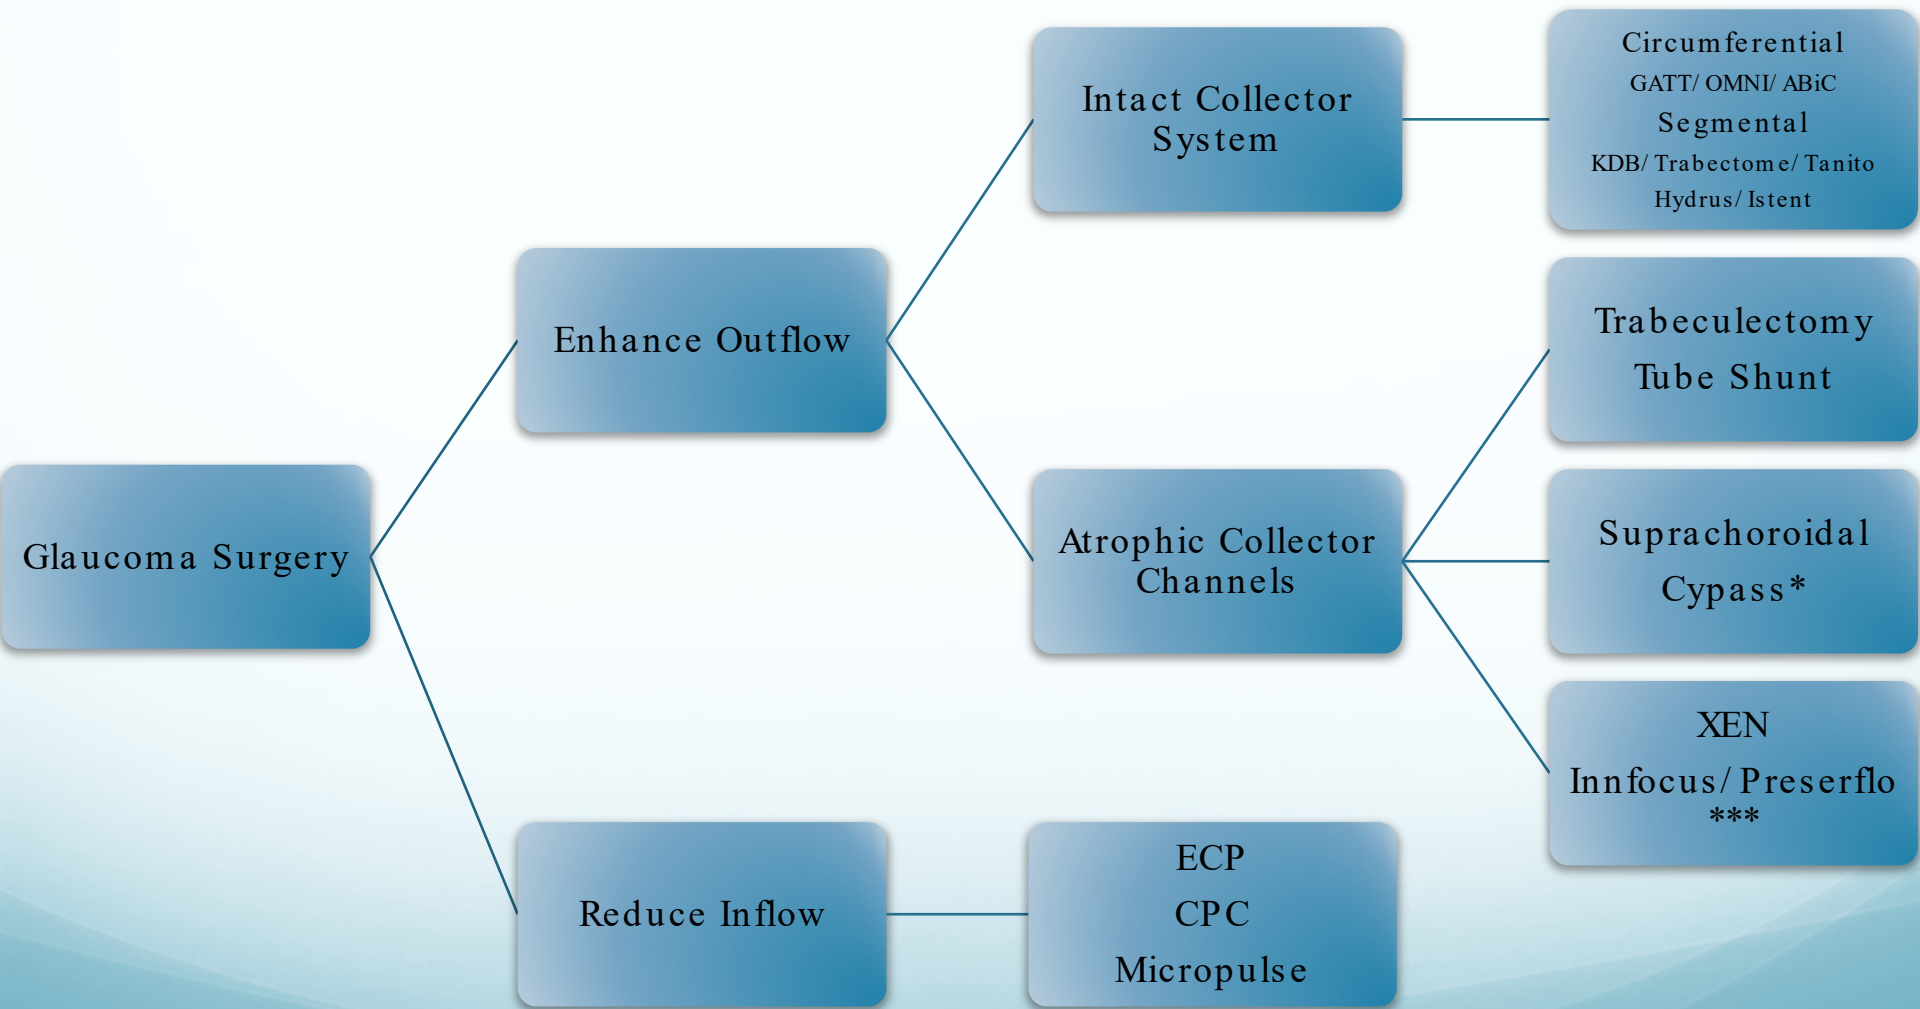 Glaucoma Surgery
Enhance Outflow
Intact Collector
System
Circumferential
GATT/ OMNI/ ABiC
Segmental
KDB/ Trabectome/ Tanito
Hydrus/ Istent
Atrophic Collector
Channels
Trabeculectomy
Tube Shunt
Suprachoroidal
Cypass*
XEN
Innfocus/ Preserflo
***
Reduce Inflow
ECP
CPC
Micropulse